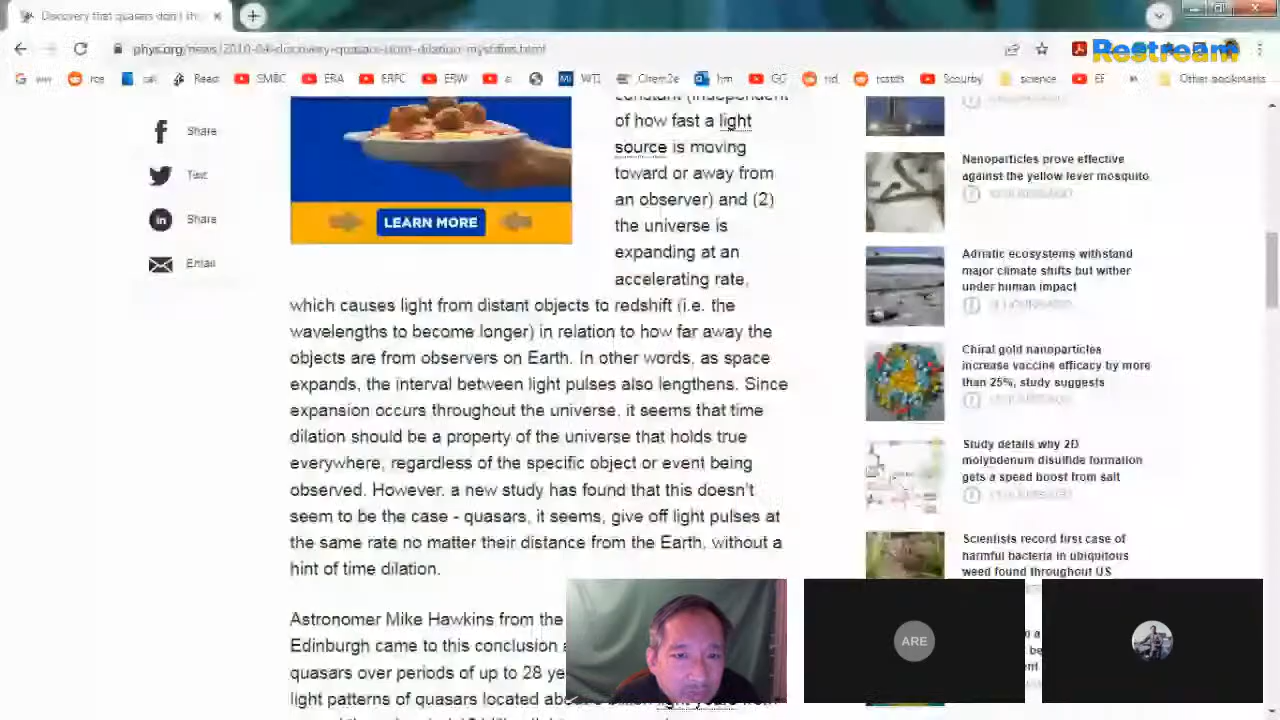 Discovery that quasars don't
phys.org/news/2010-04-discovery-quasars-dont-dilation-mystifies.html
Restream
React
SMBC
ERA
Chem2e
GG
Security
science
EF
Other bookmarks
Share
Share
Email
LEARN MORE
of how fast a light
source is moving
toward or away from
an observer) and (2)
the universe is
expanding at an
accelerating rate,
which causes light from distant objects to redshift (i.e. the
wavelengths to become longer) in relation to how far away the
objects are from observers on Earth. In other words, as space
expands, the interval between light pulses also lengthens. Since
expansion occurs throughout the universe, it seems that time
dilation should be a property of the universe that holds true
everywhere, regardless of the specific object or event being
observed. However, a new study has found that this doesn't
seem to be the case - quasars, it seems, give off light pulses at
the same rate no matter their distance from the Earth, without a
hint of time dilation.
Astronomer Mike Hawkins from the
Edinburgh came to this conclusion
quasars over periods of up to 28
light patterns of quasars located
Nanoparticles prove effective
against the yellow fever mosquito
Adriatic ecosystems withstand
major climate shifts but wither
under human impact
Chiral gold nanoparticles
increase vaccine efficacy by more
than 25%, study suggests
Study details why 2D
molybdenum disulfide formation
gets a speed boost from salt
Scientists record first case of
harmful bacteria in ubiquitous
weed found throughout US
ARE